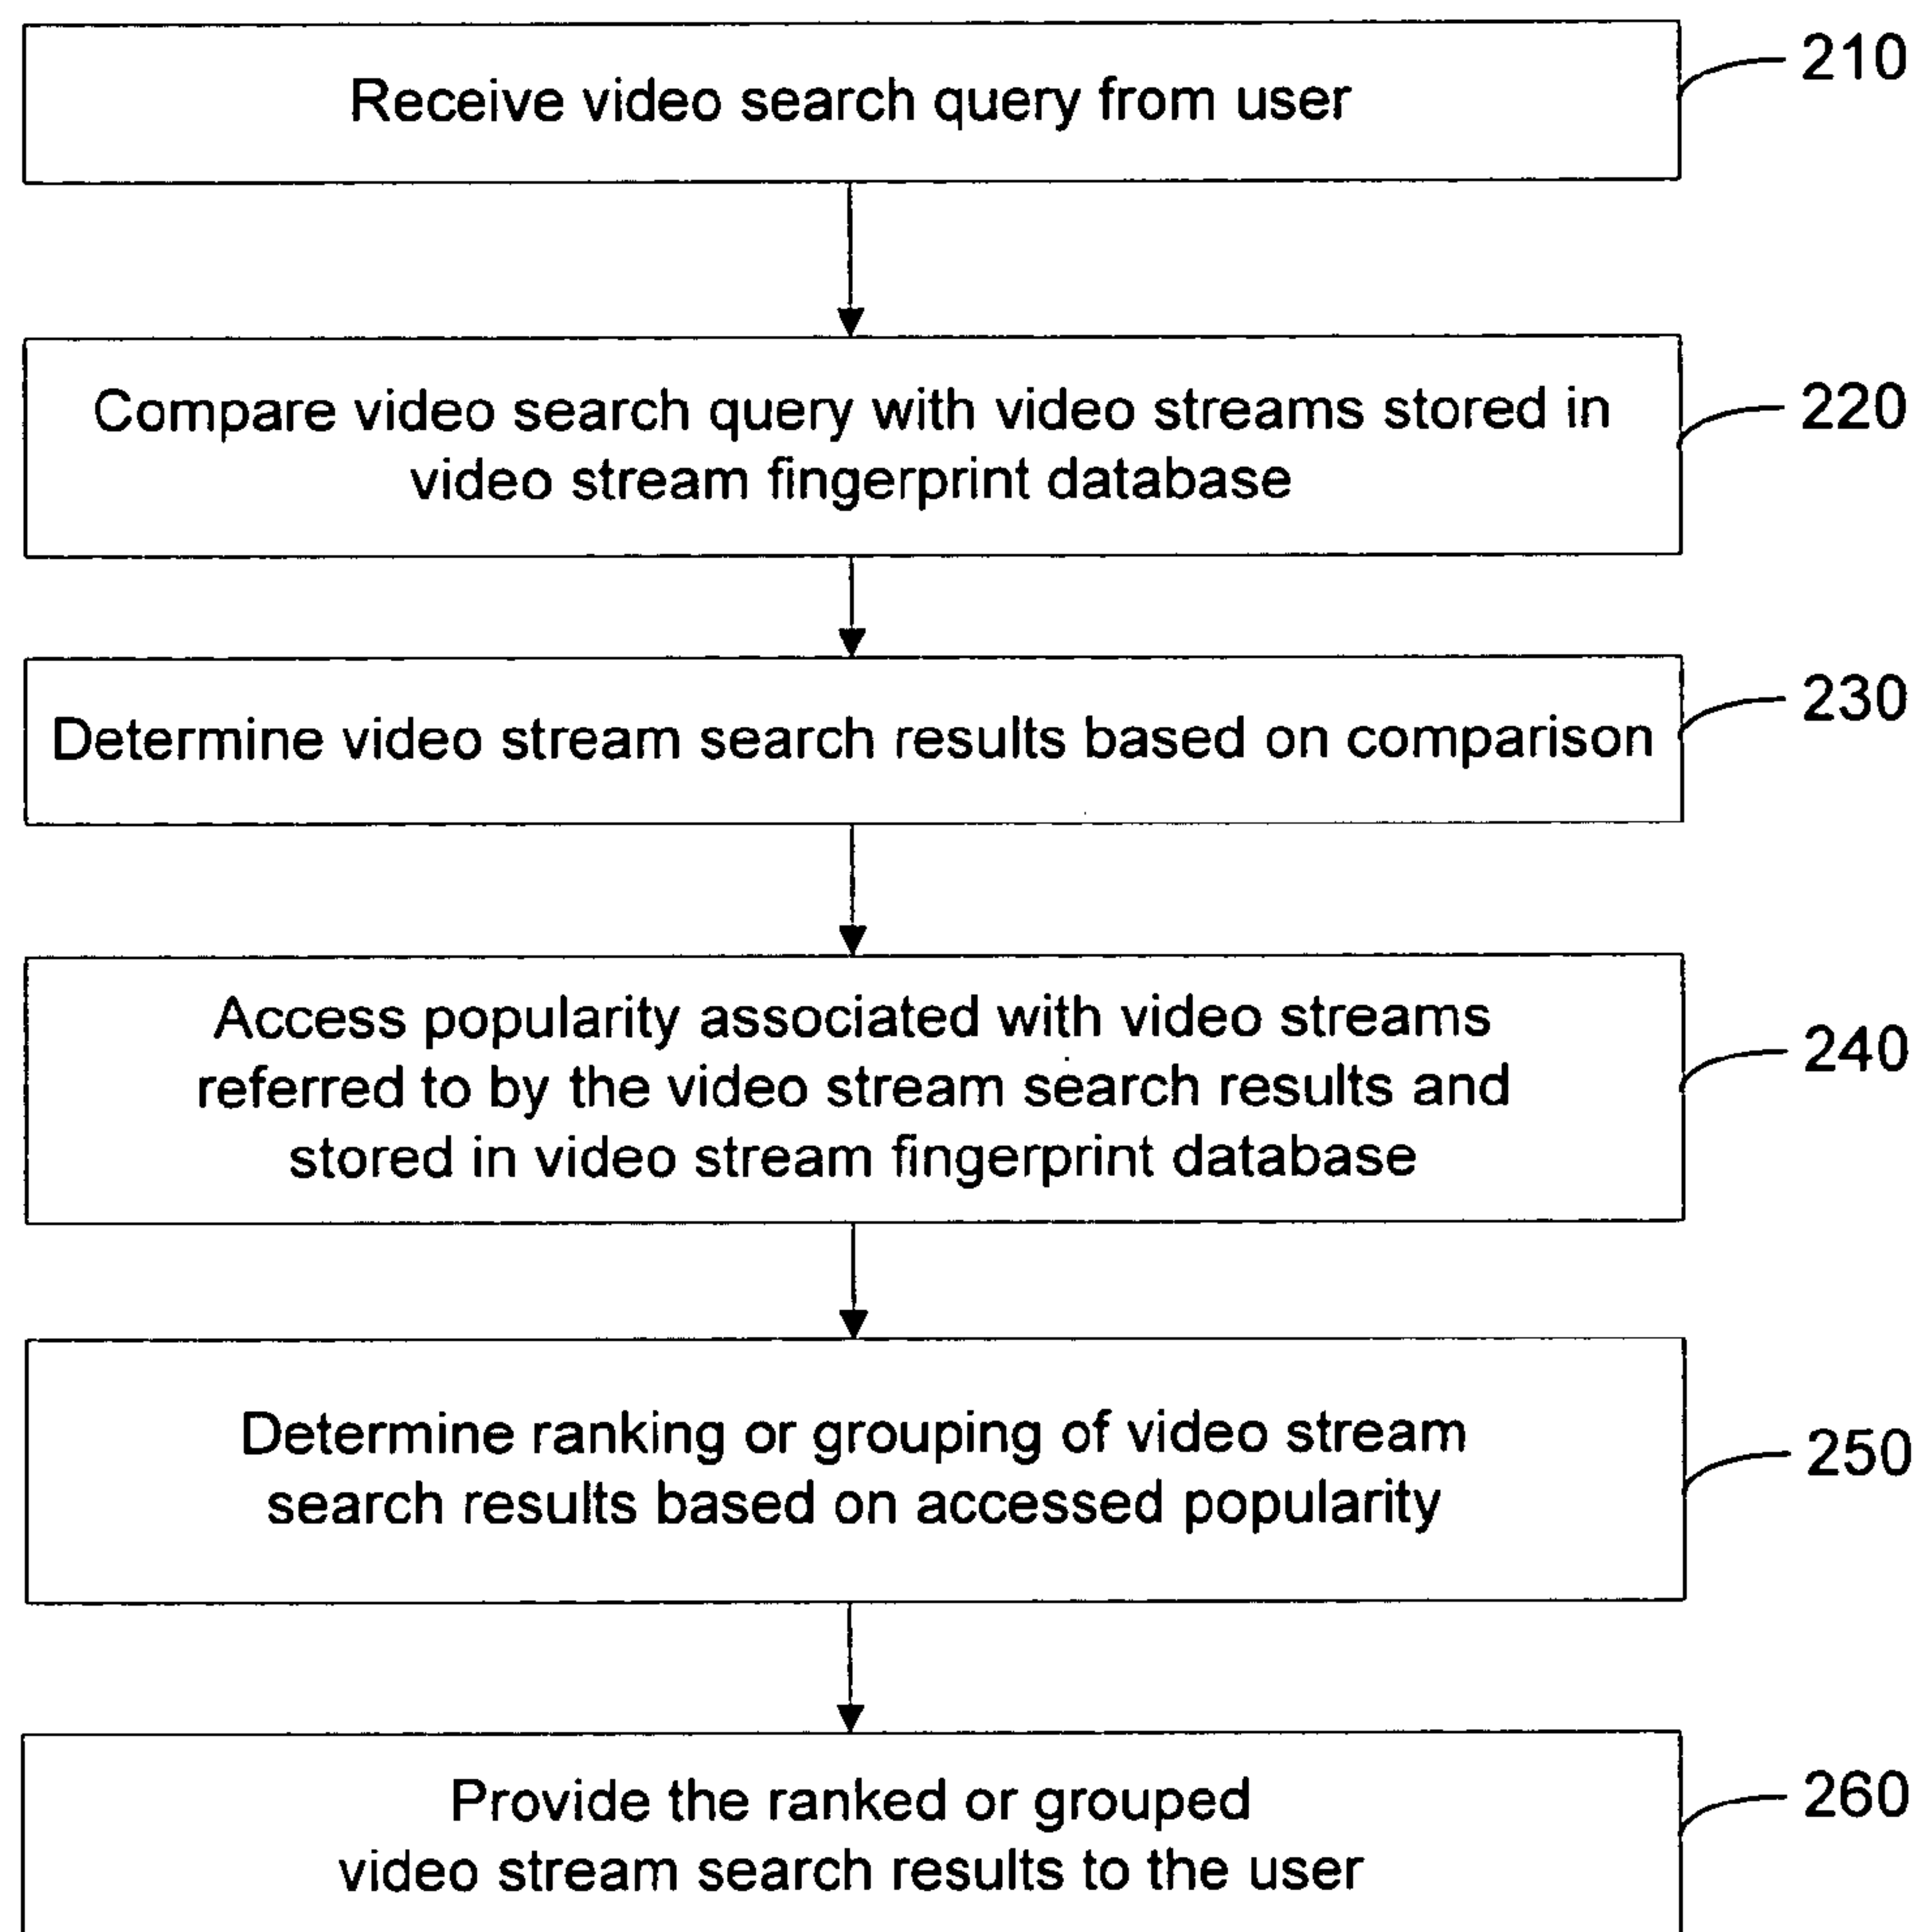 Receive video search query from user
210
Compare video search query with video streams stored in
video stream fingerprint database
220
Determine video stream search results based on comparison
230
Access popularity associated with video streams
referred to by the video stream search results and
stored in video stream fingerprint database
240
Determine ranking or grouping of video stream
search results based on accessed popularity
250
Provide the ranked or grouped
video stream search results to the user
260